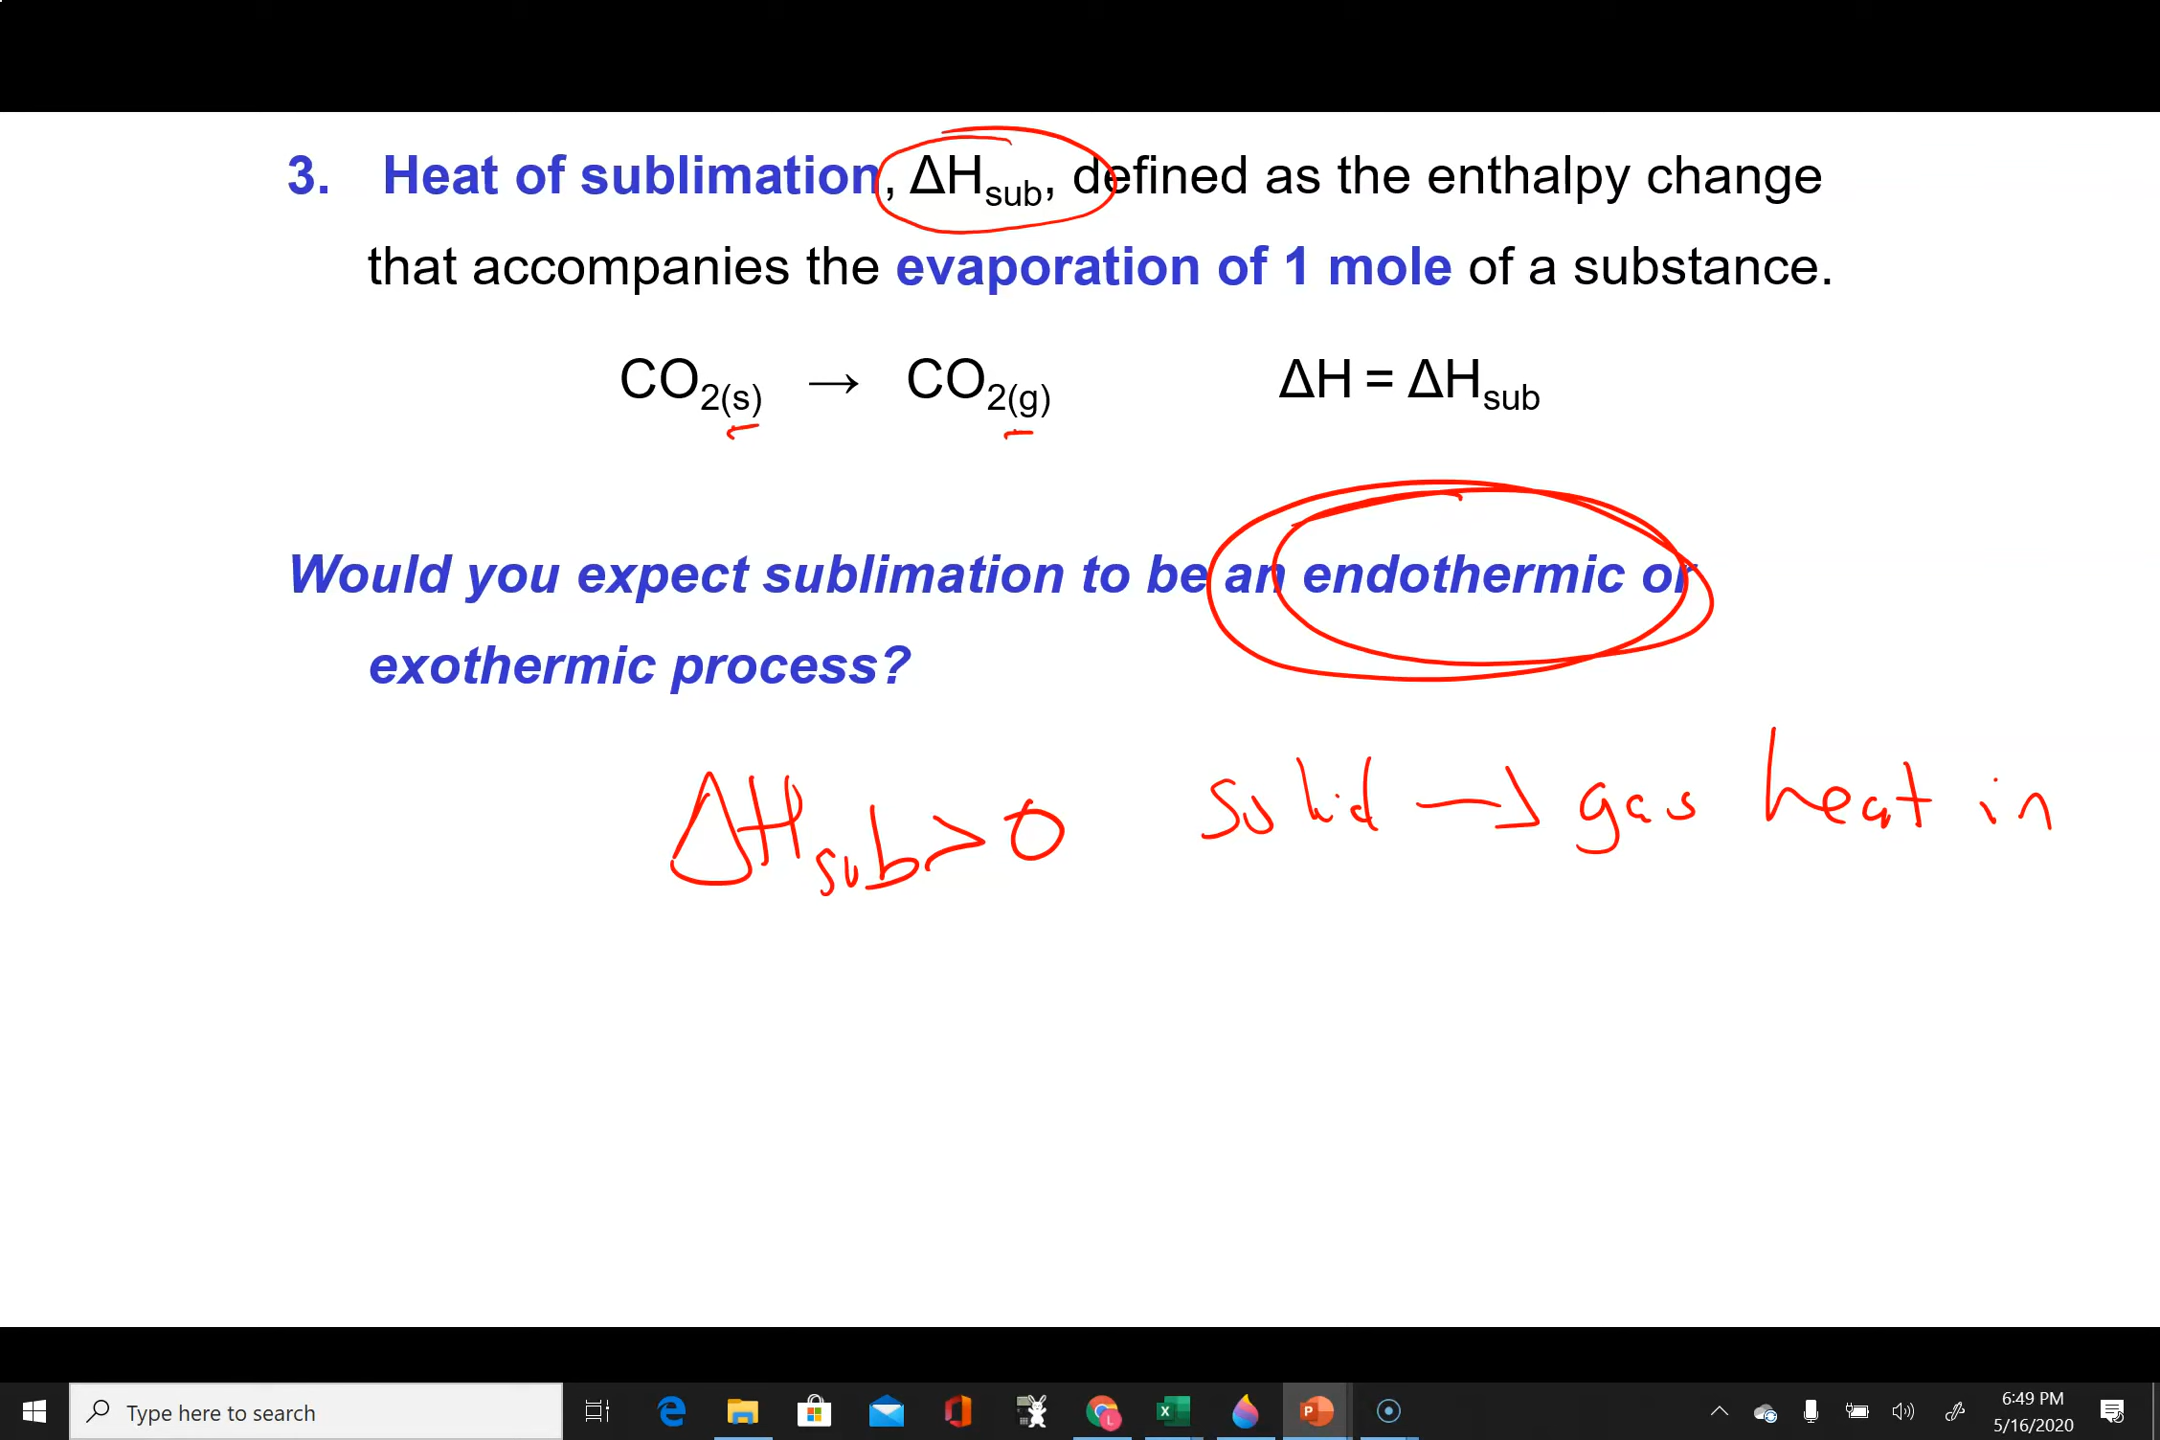 3. Heat of sublimation, ΔHsub, defined as the enthalpy change
that accompanies the evaporation of 1 mole of a substance.
CO2(s) → CO2(g) ΔH = ΔHsub
Would you expect sublimation to be an endothermic or
exothermic process?
ΔHsub > 0 solid → gas heat in
Type here to search
6:49 PM
5/16/2020